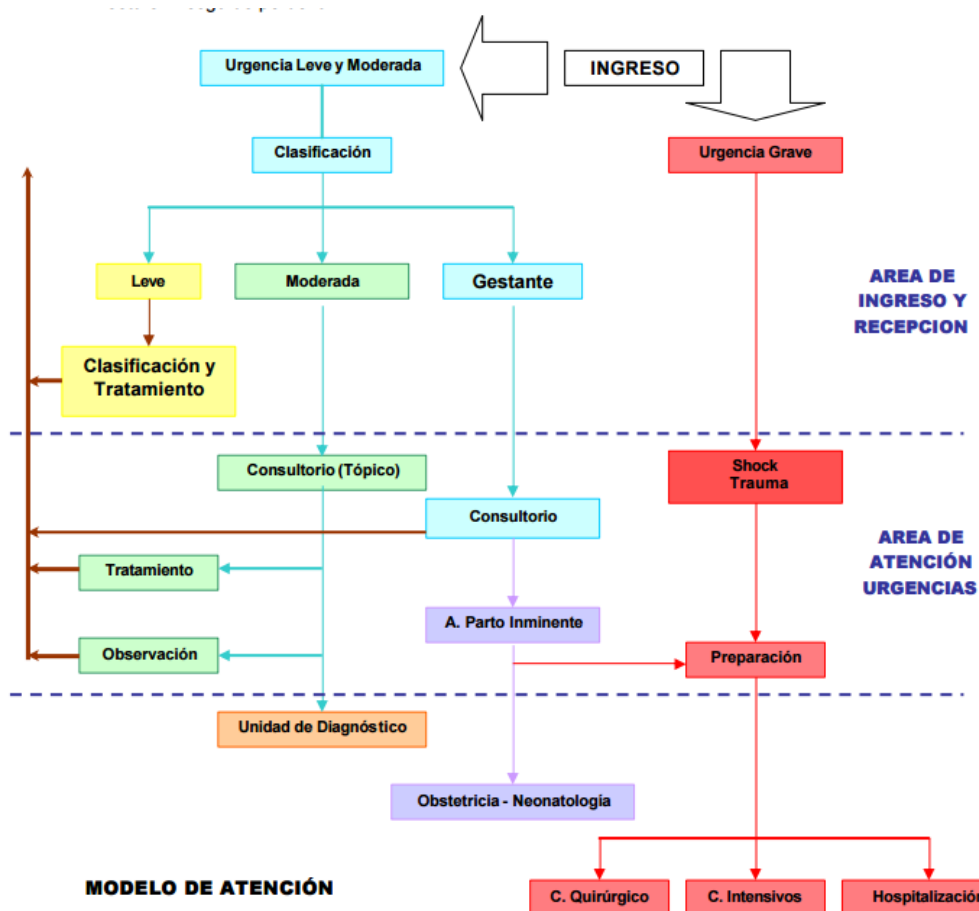 INGRESO
Urgencia Leve y Moderada
Clasificación
Urgencia Grave
Leve
Moderada
Gestante
AREA DE
INGRESO Y
RECEPCION
Clasificación y
Tratamiento
Consultorio (Tópico)
Shock
Trauma
Consultorio
AREA DE
ATENCIÓN
URGENCIAS
Tratamiento
A. Parto Inminente
Observación
Preparación
Unidad de Diagnóstico
Obstetricia - Neonatología
MODELO DE ATENCIÓN
C. Quirúrgico
C. Intensivos
Hospitalización